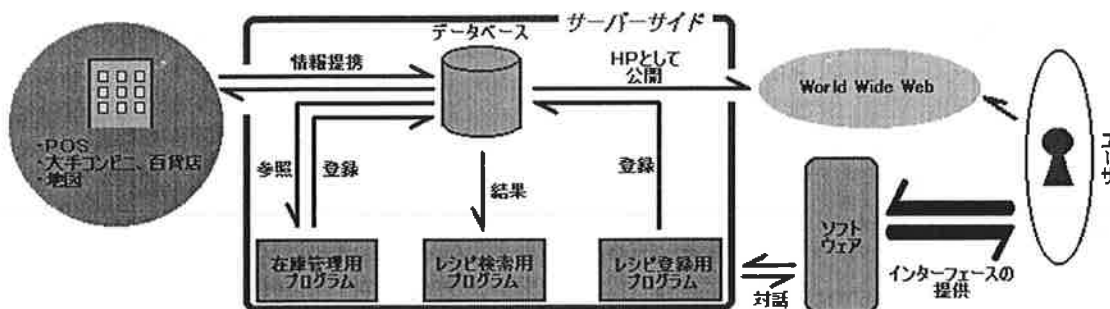 サーバーサイド
データベース
情報提携
HPとして
公開
World Wide Web
・POS
・大手コンビニ、百貨店
・地図
参照
登録
結果
登録
ユーザ
ソフト
ウェア
在庫管理用
プログラム
レシピ検索用
プログラム
レシピ登録用
プログラム
対話
インターフェースの
提供